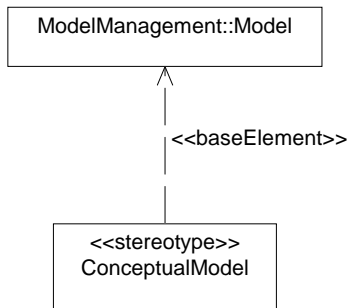 ModelManagement::Model
<<baseElement>>
<<stereotype>>
ConceptualModel